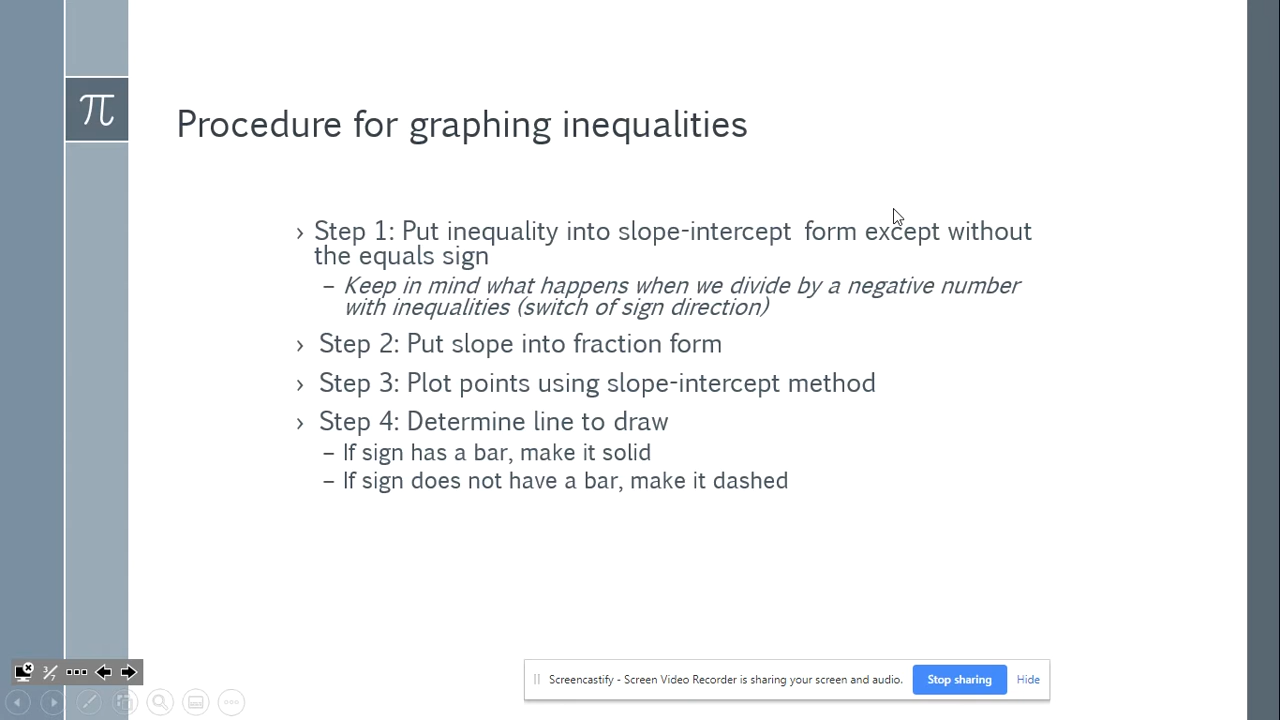 π
Procedure for graphing inequalities
› Step 1: Put inequality into slope-intercept form except without
the equals sign
– Keep in mind what happens when we divide by a negative number
with inequalities (switch of sign direction)
› Step 2: Put slope into fraction form
› Step 3: Plot points using slope-intercept method
› Step 4: Determine line to draw
– If sign has a bar, make it solid
– If sign does not have a bar, make it dashed
3/7
Screencastify - Screen Video Recorder is sharing your screen and audio. Stop sharing Hide